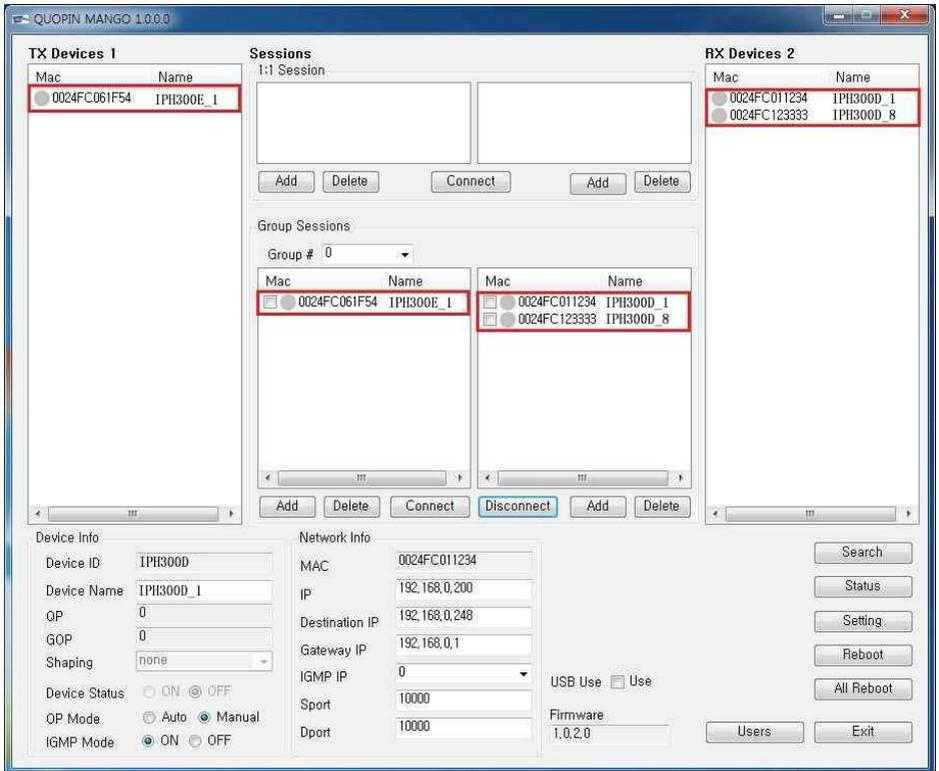 QUOPIN MANGO 1.0.0.0
TX Devices 1
Mac Name
0024FC061F54 IPH300E_1
Sessions
1:1 Session
Add Delete Connect Add Delete
Group Sessions
Group # 0
Mac Name Mac Name
0024FC061F54 IPH300E_1 0024FC011234 IPH300D_1
0024FC123333 IPH300D_8
Add Delete Connect Disconnect Add Delete
RX Devices 2
Mac Name
0024FC011234 IPH300D_1
0024FC123333 IPH300D_8
Device Info
Device ID IPH300D
Device Name IPH300D_1
QP 0
GOP 0
Shaping none
Device Status ON OFF
OP Mode Auto Manual
IGMP Mode ON OFF
Network Info
MAC 0024FC011234
IP 192,168,0,200
Destination IP 192,168,0,248
Gateway IP 192,168,0,1
IGMP IP 0
Sport 10000
Dport 10000
USB Use Use
Firmware
1,0,2,0
Search
Status
Setting
Reboot
All Reboot
Users Exit